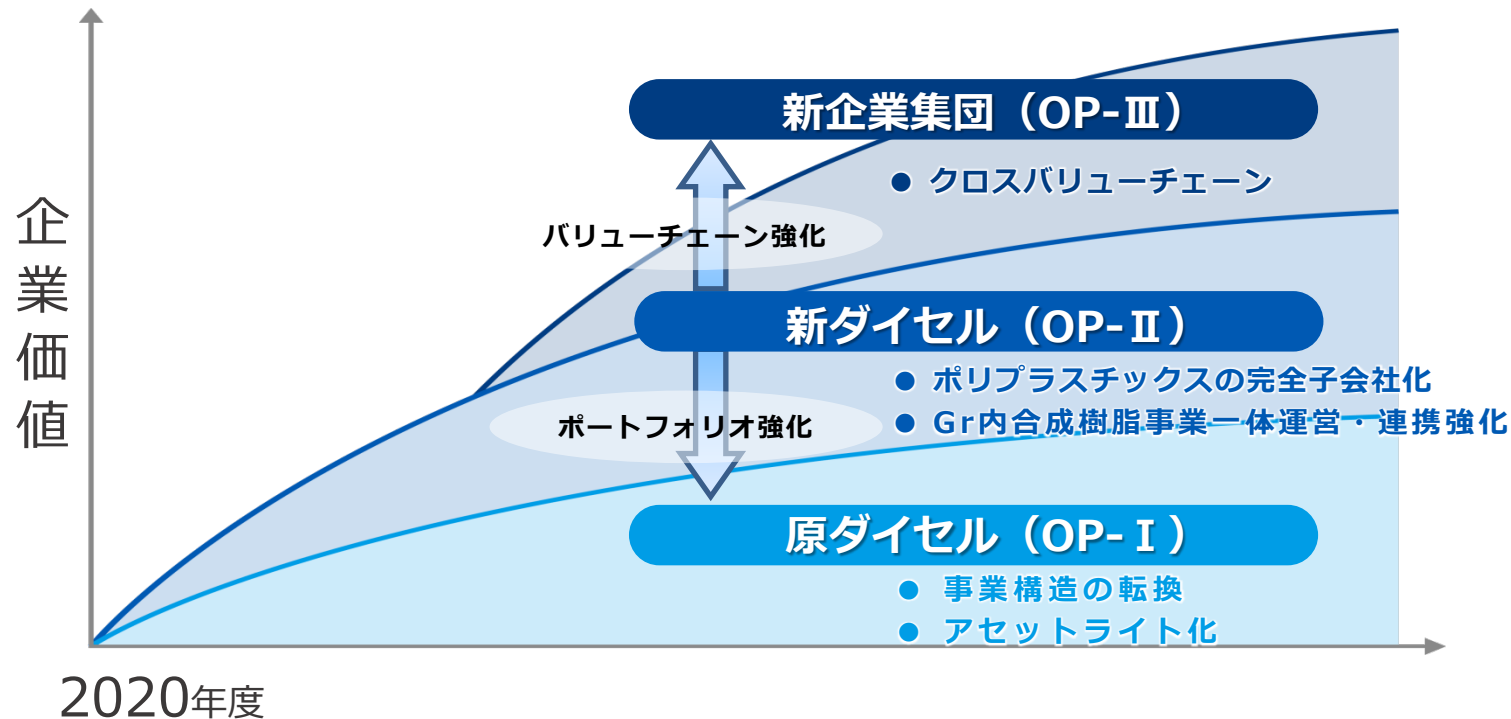 企業価値
新企業集団（OP-Ⅲ）
● クロスバリューチェーン
バリューチェーン強化
新ダイセル（OP-Ⅱ）
● ポリプラスチックスの完全子会社化
● Gr内合成樹脂事業一体運営・連携強化
ポートフォリオ強化
原ダイセル（OP-Ⅰ）
● 事業構造の転換
● アセットライト化
2020年度